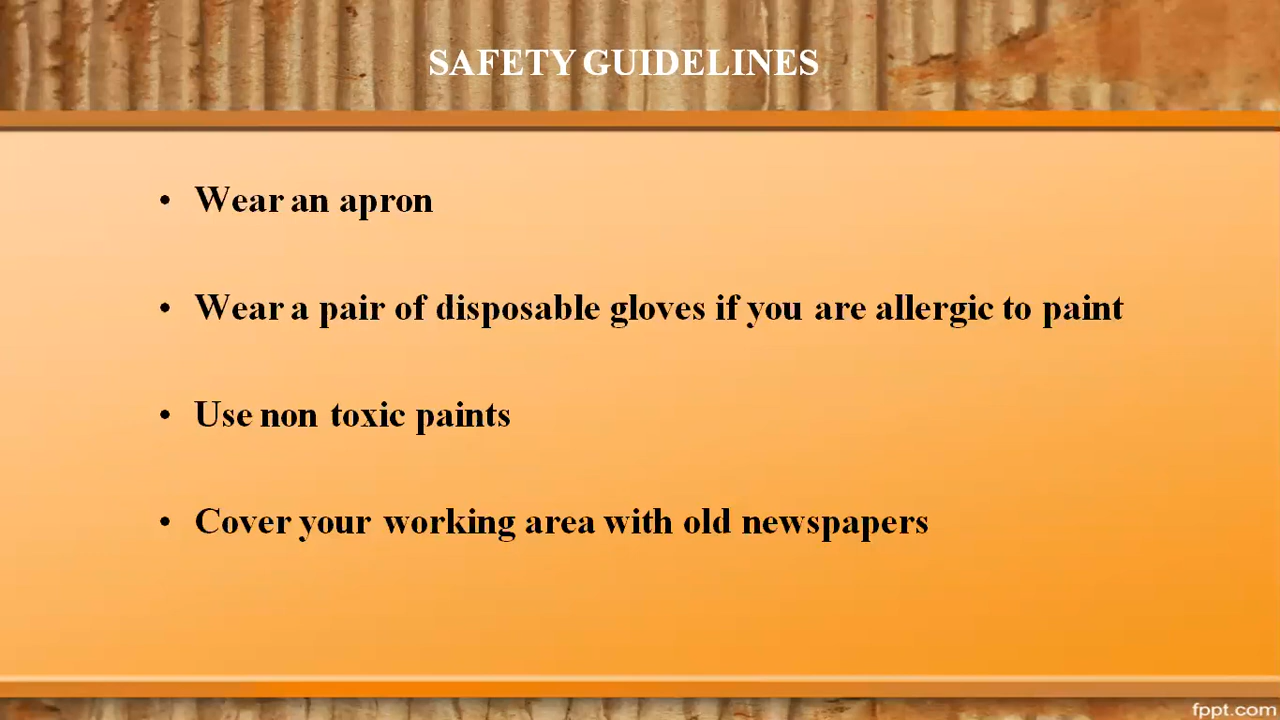 SAFETY GUIDELINES
• Wear an apron
• Wear a pair of disposable gloves if you are allergic to paint
• Use non toxic paints
• Cover your working area with old newspapers
fppt.com